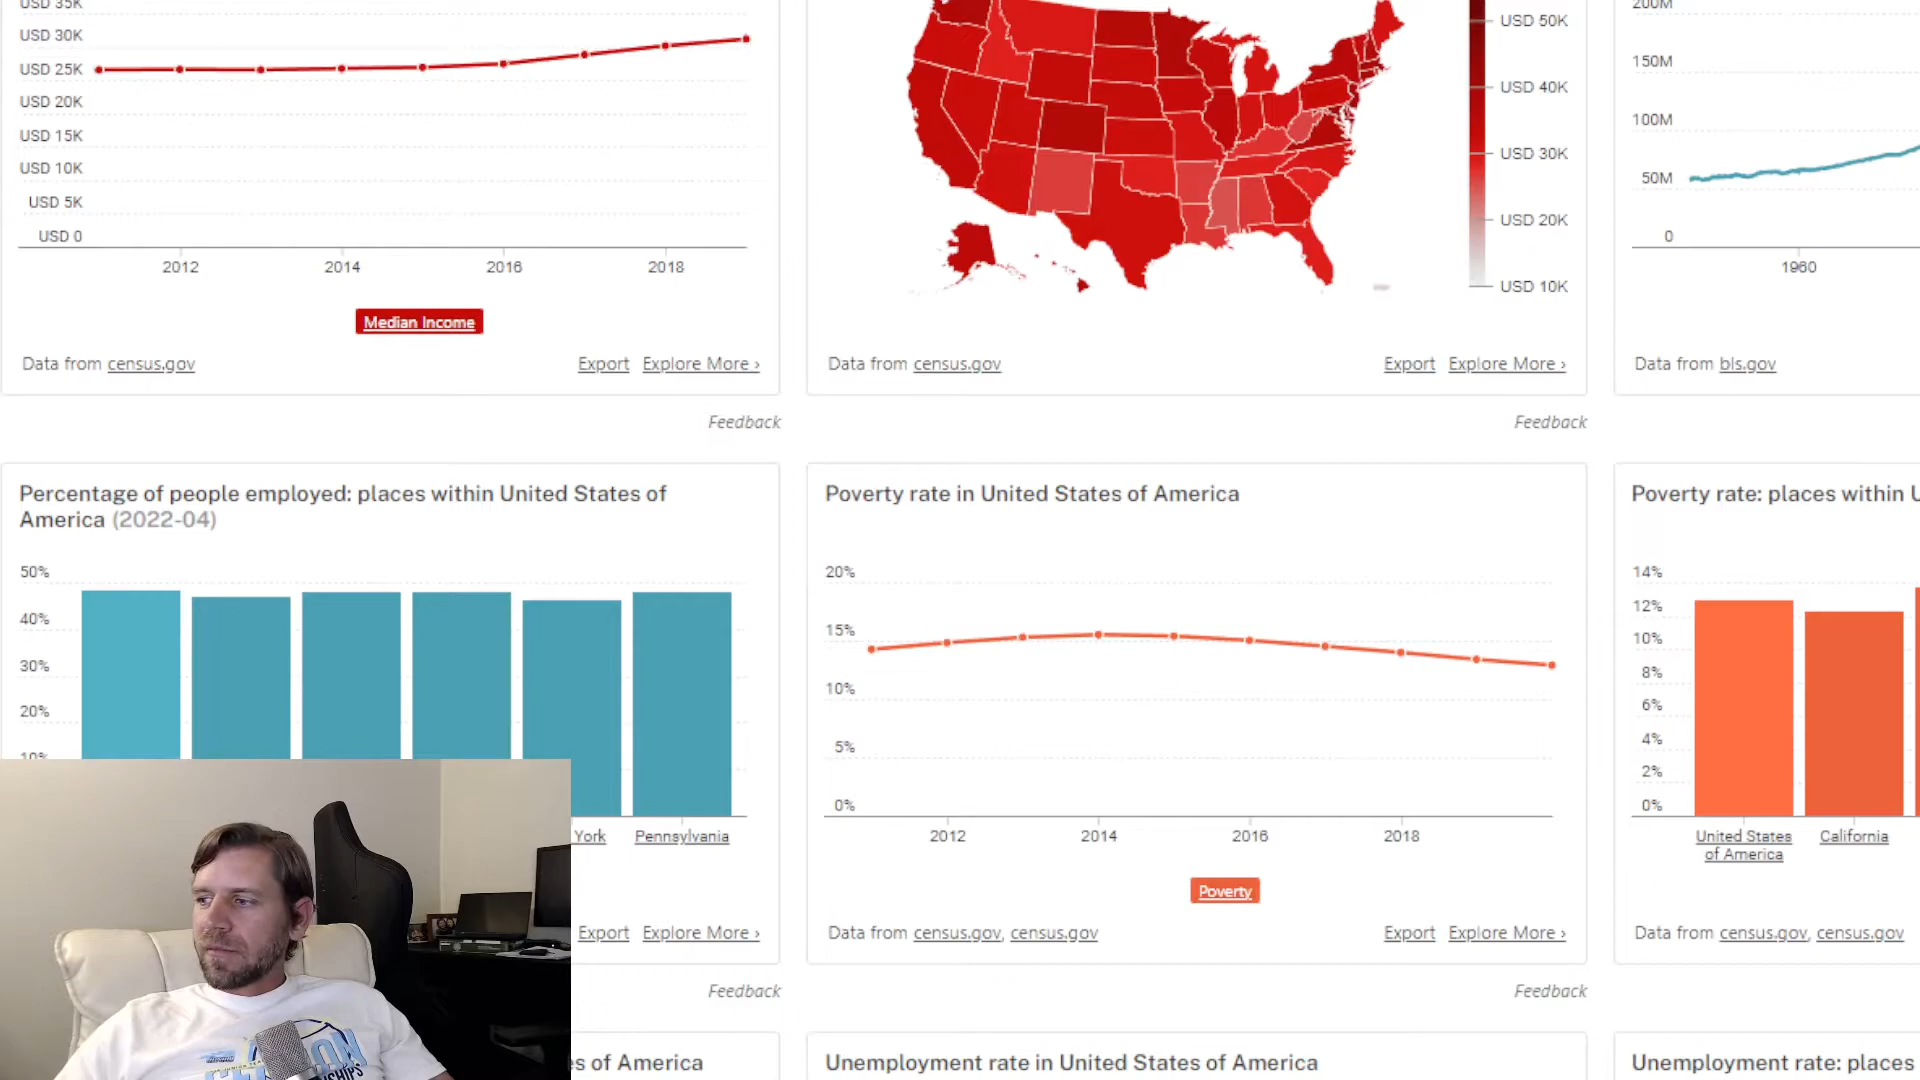 USD 35K
USD 30K
USD 25K
USD 20K
USD 15K
USD 10K
USD 5K
USD 0
2012 2014 2016 2018
Median Income
Data from census.gov Export Explore More ›
Feedback
USD 50K
USD 40K
USD 30K
USD 20K
USD 10K
Data from census.gov Export Explore More ›
Feedback
200M
150M
100M
50M
0
1960
Data from bls.gov
Percentage of people employed: places within United States of
America (2022-04)
50%
40%
30%
20%
10%
York Pennsylvania
Export Explore More ›
Feedback
Poverty rate in United States of America
20%
15%
10%
5%
0%
2012 2014 2016 2018
Poverty
Data from census.gov, census.gov Export Explore More ›
Feedback
Poverty rate: places within U
14%
12%
10%
8%
6%
4%
2%
0%
United States
of America
California
Data from census.gov, census.gov
es of America
Unemployment rate in United States of America
Unemployment rate: places